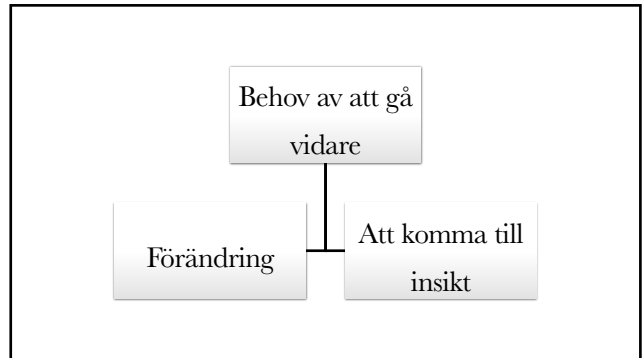 Behov av att gå
vidare
Förändring
Att komma till
insikt